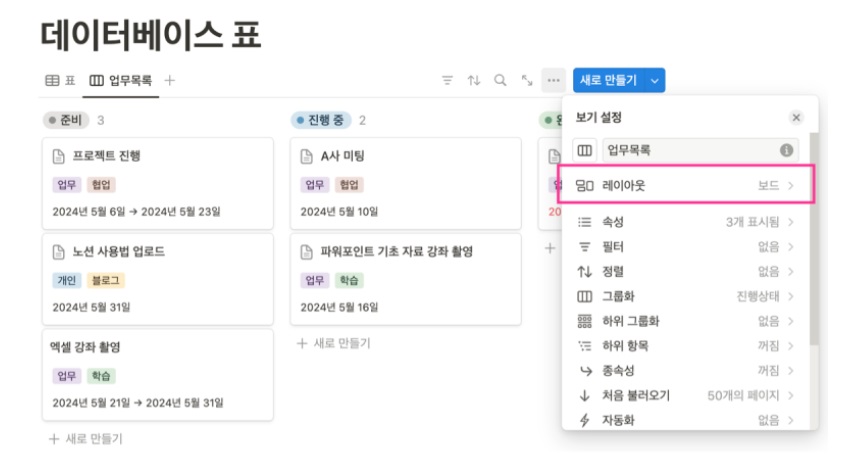 데이터베이스 표
표 업무목록
새로 만들기
준비 3
프로젝트 진행
업무 협업
2024년 5월 6일 → 2024년 5월 23일
노션 사용법 업로드
개인 블로그
2024년 5월 31일
엑셀 강좌 촬영
업무 학습
2024년 5월 21일 → 2024년 5월 31일
+ 새로 만들기
진행 중 2
A사 미팅
업무 협업
2024년 5월 10일
파워포인트 기초 자료 강좌 촬영
업무 학습
2024년 5월 16일
+ 새로 만들기
20
보기 설정
업무목록
레이아웃 보드
속성 3개 표시됨
필터 없음
정렬 없음
그룹화 진행상태
하위 그룹화 없음
하위 항목 꺼짐
종속성 꺼짐
처음 불러오기 50개의 페이지
자동화 없음